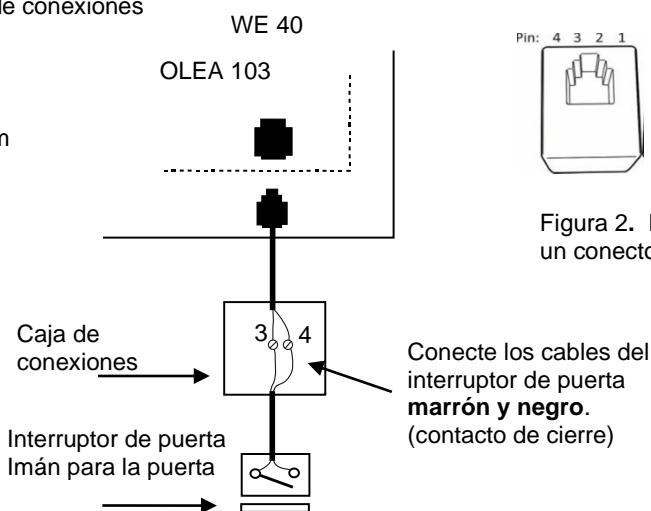 de conexiones
WE 40
OLEA 103
Pin: 4 3 2 1
Figura 2.
un conecto
3 4
Caja de
conexiones
Conecte los cables del
interruptor de puerta
marrón y negro.
(contacto de cierre)
Interruptor de puerta
Imán para la puerta